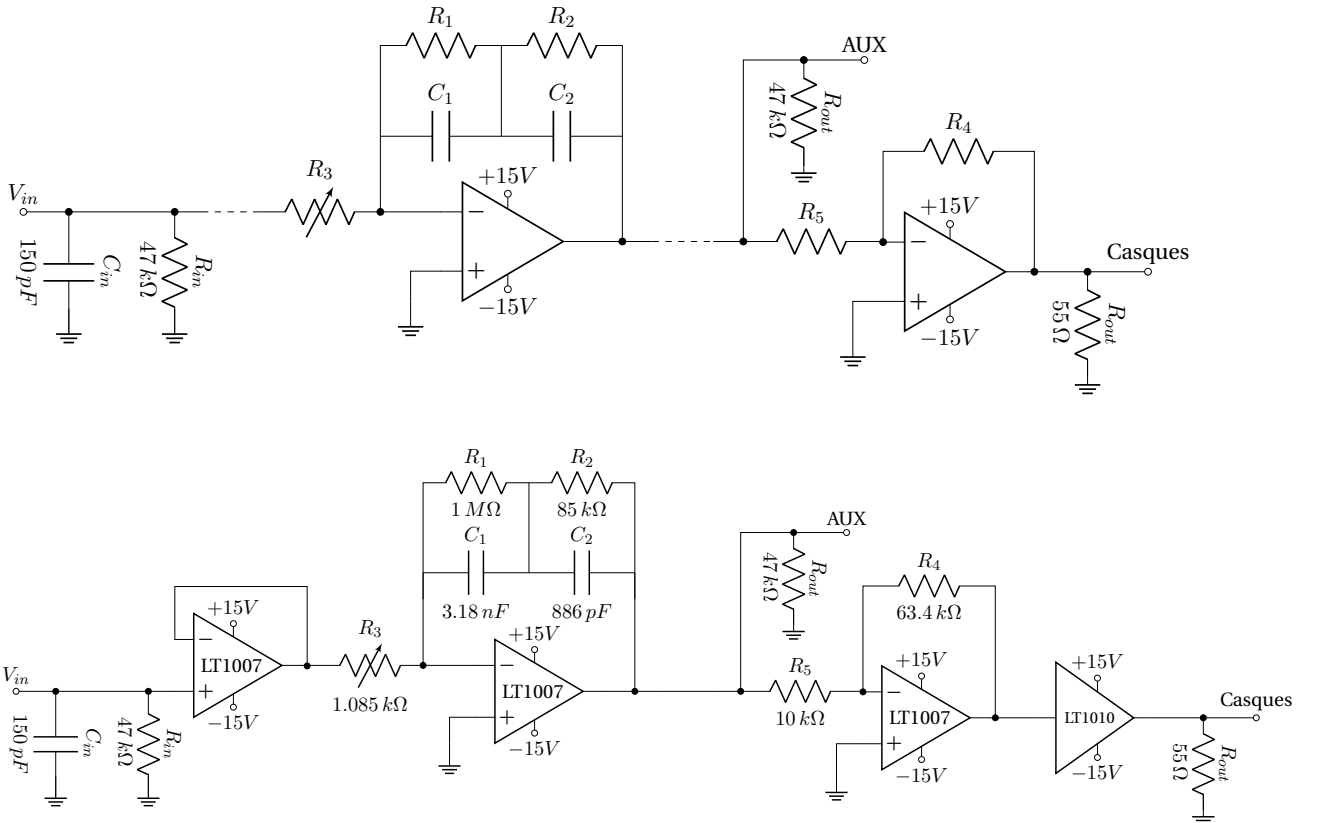 R1
R2
C1
C2
R3
Vin
Cin
150 pF
Rin
47 kΩ
+15V
−
+
−15V
AUX
Rout
47 kΩ
R4
R5
+15V
−
+
−15V
Casques
Rout
55 Ω
R1
1 MΩ
R2
85 kΩ
C1
3.18 nF
C2
886 pF
Vin
Cin
150 pF
Rin
47 kΩ
+15V
−
LT1007
+
−15V
R3
1.085 kΩ
+15V
−
LT1007
+
−15V
AUX
Rout
47 kΩ
R4
63.4 kΩ
R5
10 kΩ
+15V
−
LT1007
+
−15V
+15V
LT1010
−15V
Casques
Rout
55 Ω